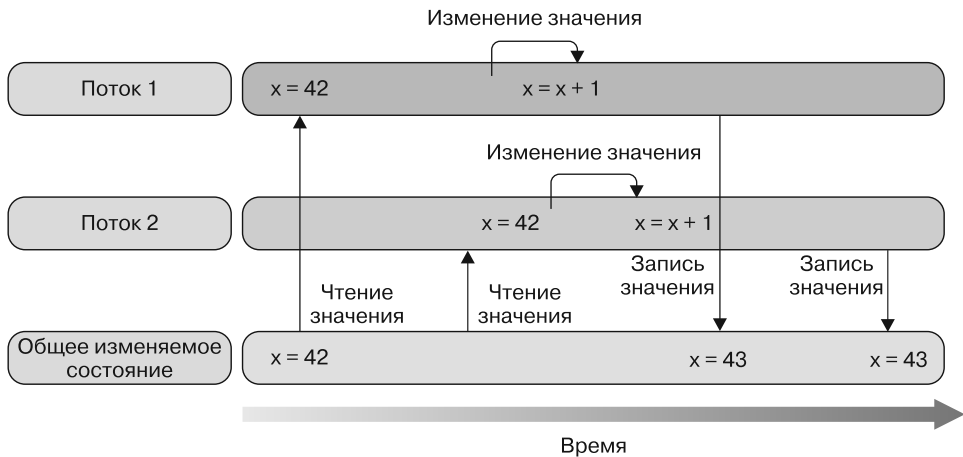 Изменение значения
Поток 1
x = 42
x = x + 1
Изменение значения
Поток 2
x = 42
x = x + 1
Чтение
значения
Чтение
значения
Запись
значения
Запись
значения
Общее изменяемое
состояние
x = 42
x = 43
x = 43
Время